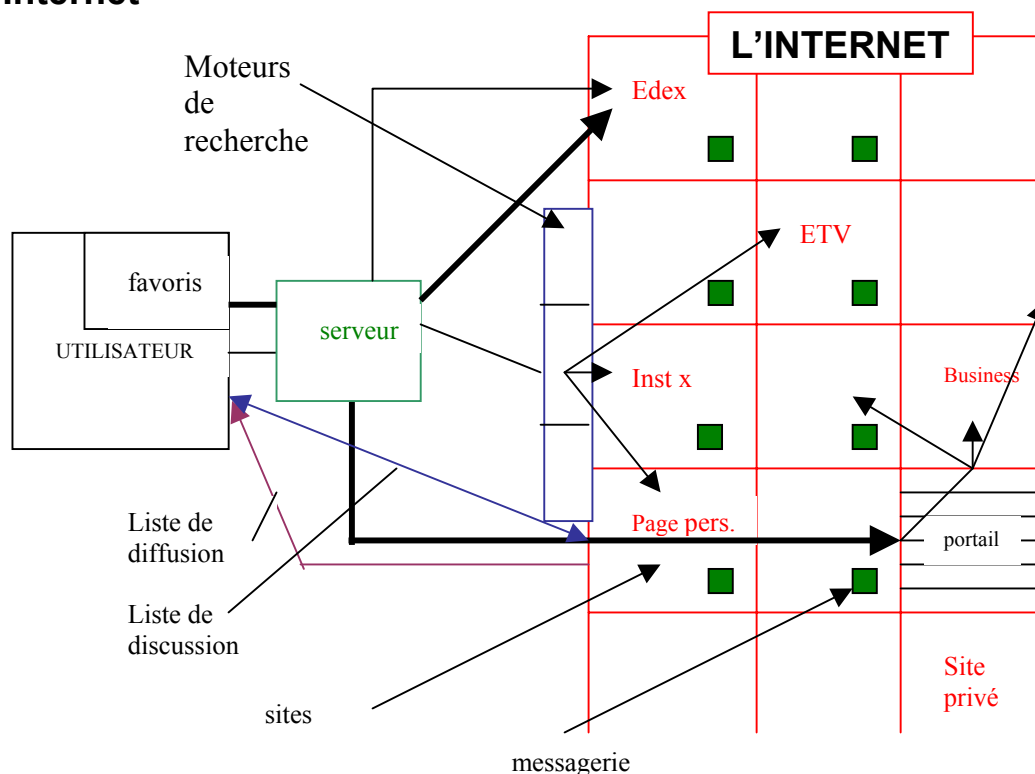 Internet
L'INTERNET
Moteurs
de
recherche
Edex
ETV
favoris
serveur
UTILISATEUR
Inst x
Business
Page pers.
Liste de
diffusion
portail
Liste de
discussion
Site
privé
sites
messagerie